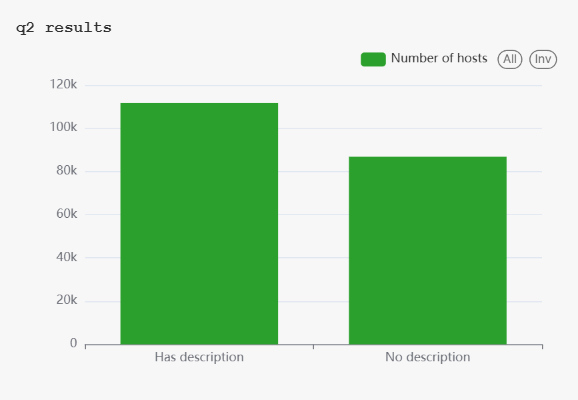 q2 results
Number of hosts All Inv
120k
100k
80k
60k
40k
20k
0
Has description No description